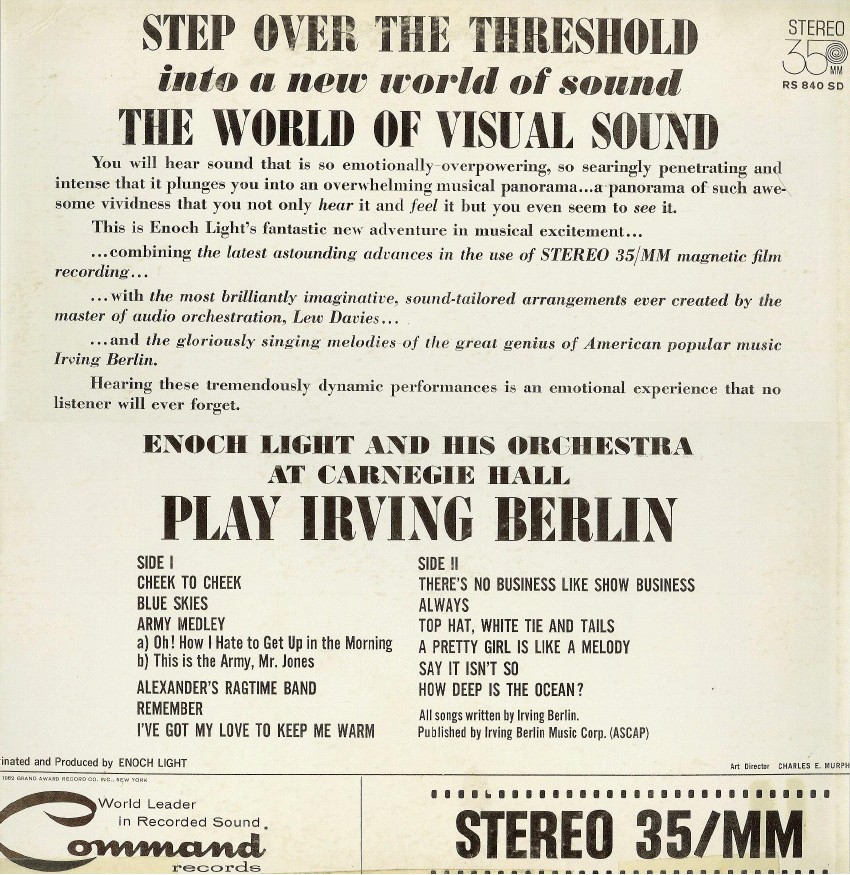 STEP OVER THE THRESHOLD
into a new world of sound
THE WORLD OF VISUAL SOUND
STEREO
35
MM
RS 840 SD
You will hear sound that is so emotionally overpowering, so searingly penetrating and
intense that it plunges you into an overwhelming musical panorama...a panorama of such awe-
some vividness that you not only hear it and feel it but you even seem to see it.
This is Enoch Light's fantastic new adventure in musical excitement...
...combining the latest astounding advances in the use of STEREO 35/MM magnetic film
recording...
...with the most brilliantly imaginative, sound-tailored arrangements ever created by the
master of audio orchestration, Lew Davies...
...and the gloriously singing melodies of the great genius of American popular music
Irving Berlin.
Hearing these tremendously dynamic performances is an emotional experience that no
listener will ever forget.
ENOCH LIGHT AND HIS ORCHESTRA
AT CARNEGIE HALL
PLAY IRVING BERLIN
SIDE I
CHEEK TO CHEEK
BLUE SKIES
ARMY MEDLEY
a) Oh! How I Hate to Get Up in the Morning
b) This is the Army, Mr. Jones
ALEXANDER'S RAGTIME BAND
REMEMBER
I'VE GOT MY LOVE TO KEEP ME WARM
SIDE II
THERE'S NO BUSINESS LIKE SHOW BUSINESS
ALWAYS
TOP HAT, WHITE TIE AND TAILS
A PRETTY GIRL IS LIKE A MELODY
SAY IT ISN'T SO
HOW DEEP IS THE OCEAN?
All songs written by Irving Berlin.
Published by Irving Berlin Music Corp. (ASCAP)
inated and Produced by ENOCH LIGHT
Art Director CHARLES E. MURPH
1962 GRAND AWARD RECORD CO. INC., NEW YORK
World Leader
in Recorded Sound
Command
records
STEREO 35/MM